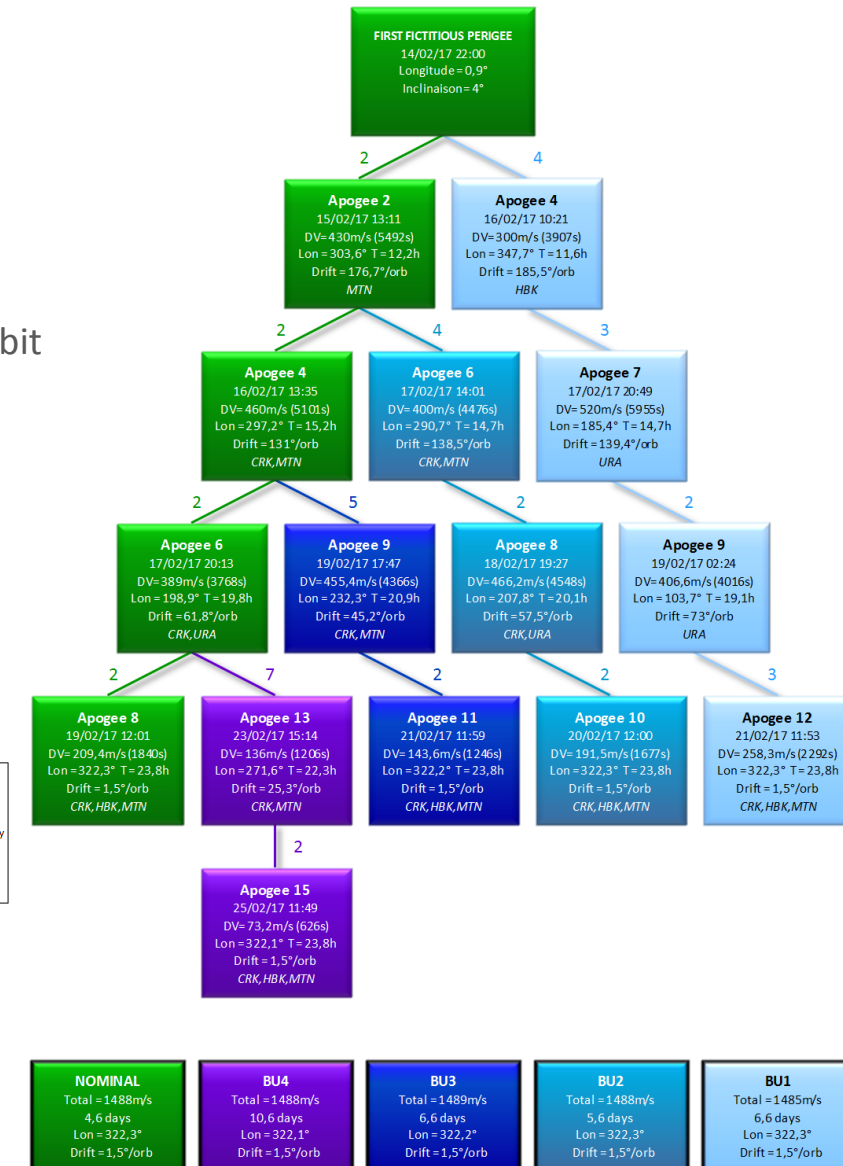 FIRST FICTITIOUS PERIGEE
14/02/17 22:00
Longitude = 0,9°
Inclinaison = 4°
2
4
Apogee 2
15/02/17 13:11
DV= 430m/s (5492s)
Lon = 303,6° T = 12,2h
Drift = 176,7°/orb
MTN
Apogee 4
16/02/17 10:21
DV= 300m/s (3907s)
Lon = 347,7° T = 11,6h
Drift = 185,5°/orb
HBK
bit
2
4
3
Apogee 4
16/02/17 13:35
DV= 460m/s (5101s)
Lon = 297,2° T = 15,2h
Drift = 131°/orb
CRK,MTN
Apogee 6
17/02/17 14:01
DV= 400m/s (4476s)
Lon = 290,7° T = 14,7h
Drift = 138,5°/orb
CRK,MTN
Apogee 7
17/02/17 20:49
DV= 520m/s (5955s)
Lon = 185,4° T = 14,7h
Drift = 139,4°/orb
URA
2
5
2
2
Apogee 6
17/02/17 20:13
DV= 389m/s (3768s)
Lon = 198,9° T = 19,8h
Drift = 61,8°/orb
CRK,URA
Apogee 9
19/02/17 17:47
DV= 455,4m/s (4366s)
Lon = 232,3° T = 20,9h
Drift = 45,2°/orb
CRK,MTN
Apogee 8
18/02/17 19:27
DV= 466,2m/s (4548s)
Lon = 207,8° T = 20,1h
Drift = 57,5°/orb
CRK,URA
Apogee 9
19/02/17 02:24
DV= 406,6m/s (4016s)
Lon = 103,7° T = 19,1h
Drift = 73°/orb
URA
2
7
2
2
3
Apogee 8
19/02/17 12:01
DV= 209,4m/s (1840s)
Lon = 322,3° T = 23,8h
Drift = 1,5°/orb
CRK,HBK,MTN
Apogee 13
23/02/17 15:14
DV= 136m/s (1206s)
Lon = 271,6° T = 22,3h
Drift = 25,3°/orb
CRK,MTN
Apogee 11
21/02/17 11:59
DV= 143,6m/s (1246s)
Lon = 322,2° T = 23,8h
Drift = 1,5°/orb
CRK,HBK,MTN
Apogee 10
20/02/17 12:00
DV= 191,5m/s (1677s)
Lon = 322,3° T = 23,8h
Drift = 1,5°/orb
CRK,HBK,MTN
Apogee 12
21/02/17 11:53
DV= 258,3m/s (2292s)
Lon = 322,3° T = 23,8h
Drift = 1,5°/orb
CRK,HBK,MTN
y
2
Apogee 15
25/02/17 11:49
DV= 73,2m/s (626s)
Lon = 322,1° T = 23,8h
Drift = 1,5°/orb
CRK,HBK,MTN
NOMINAL
Total = 1488m/s
4,6 days
Lon = 322,3°
Drift = 1,5°/orb
BU4
Total = 1488m/s
10,6 days
Lon = 322,1°
Drift = 1,5°/orb
BU3
Total = 1489m/s
6,6 days
Lon = 322,2°
Drift = 1,5°/orb
BU2
Total = 1488m/s
5,6 days
Lon = 322,3°
Drift = 1,5°/orb
BU1
Total = 1485m/s
6,6 days
Lon = 322,3°
Drift = 1,5°/orb